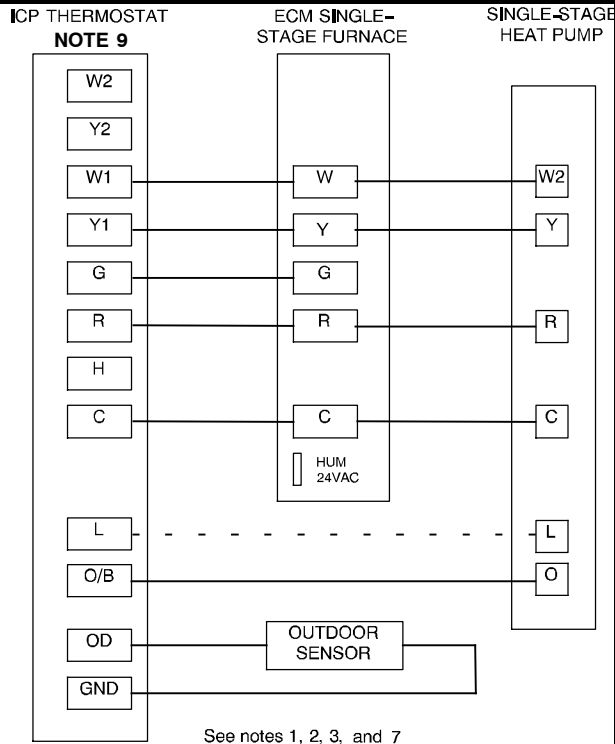 ICP THERMOSTAT
NOTE 9
ECM SINGLE-
STAGE FURNACE
SINGLE-STAGE
HEAT PUMP
W2
Y2
W1
W
W2
Y1
Y
Y
G
G
R
R
R
H
C
C
C
HUM
24VAC
L
L
O/B
O
OD
OUTDOOR
SENSOR
GND
See notes 1, 2, 3, and 7